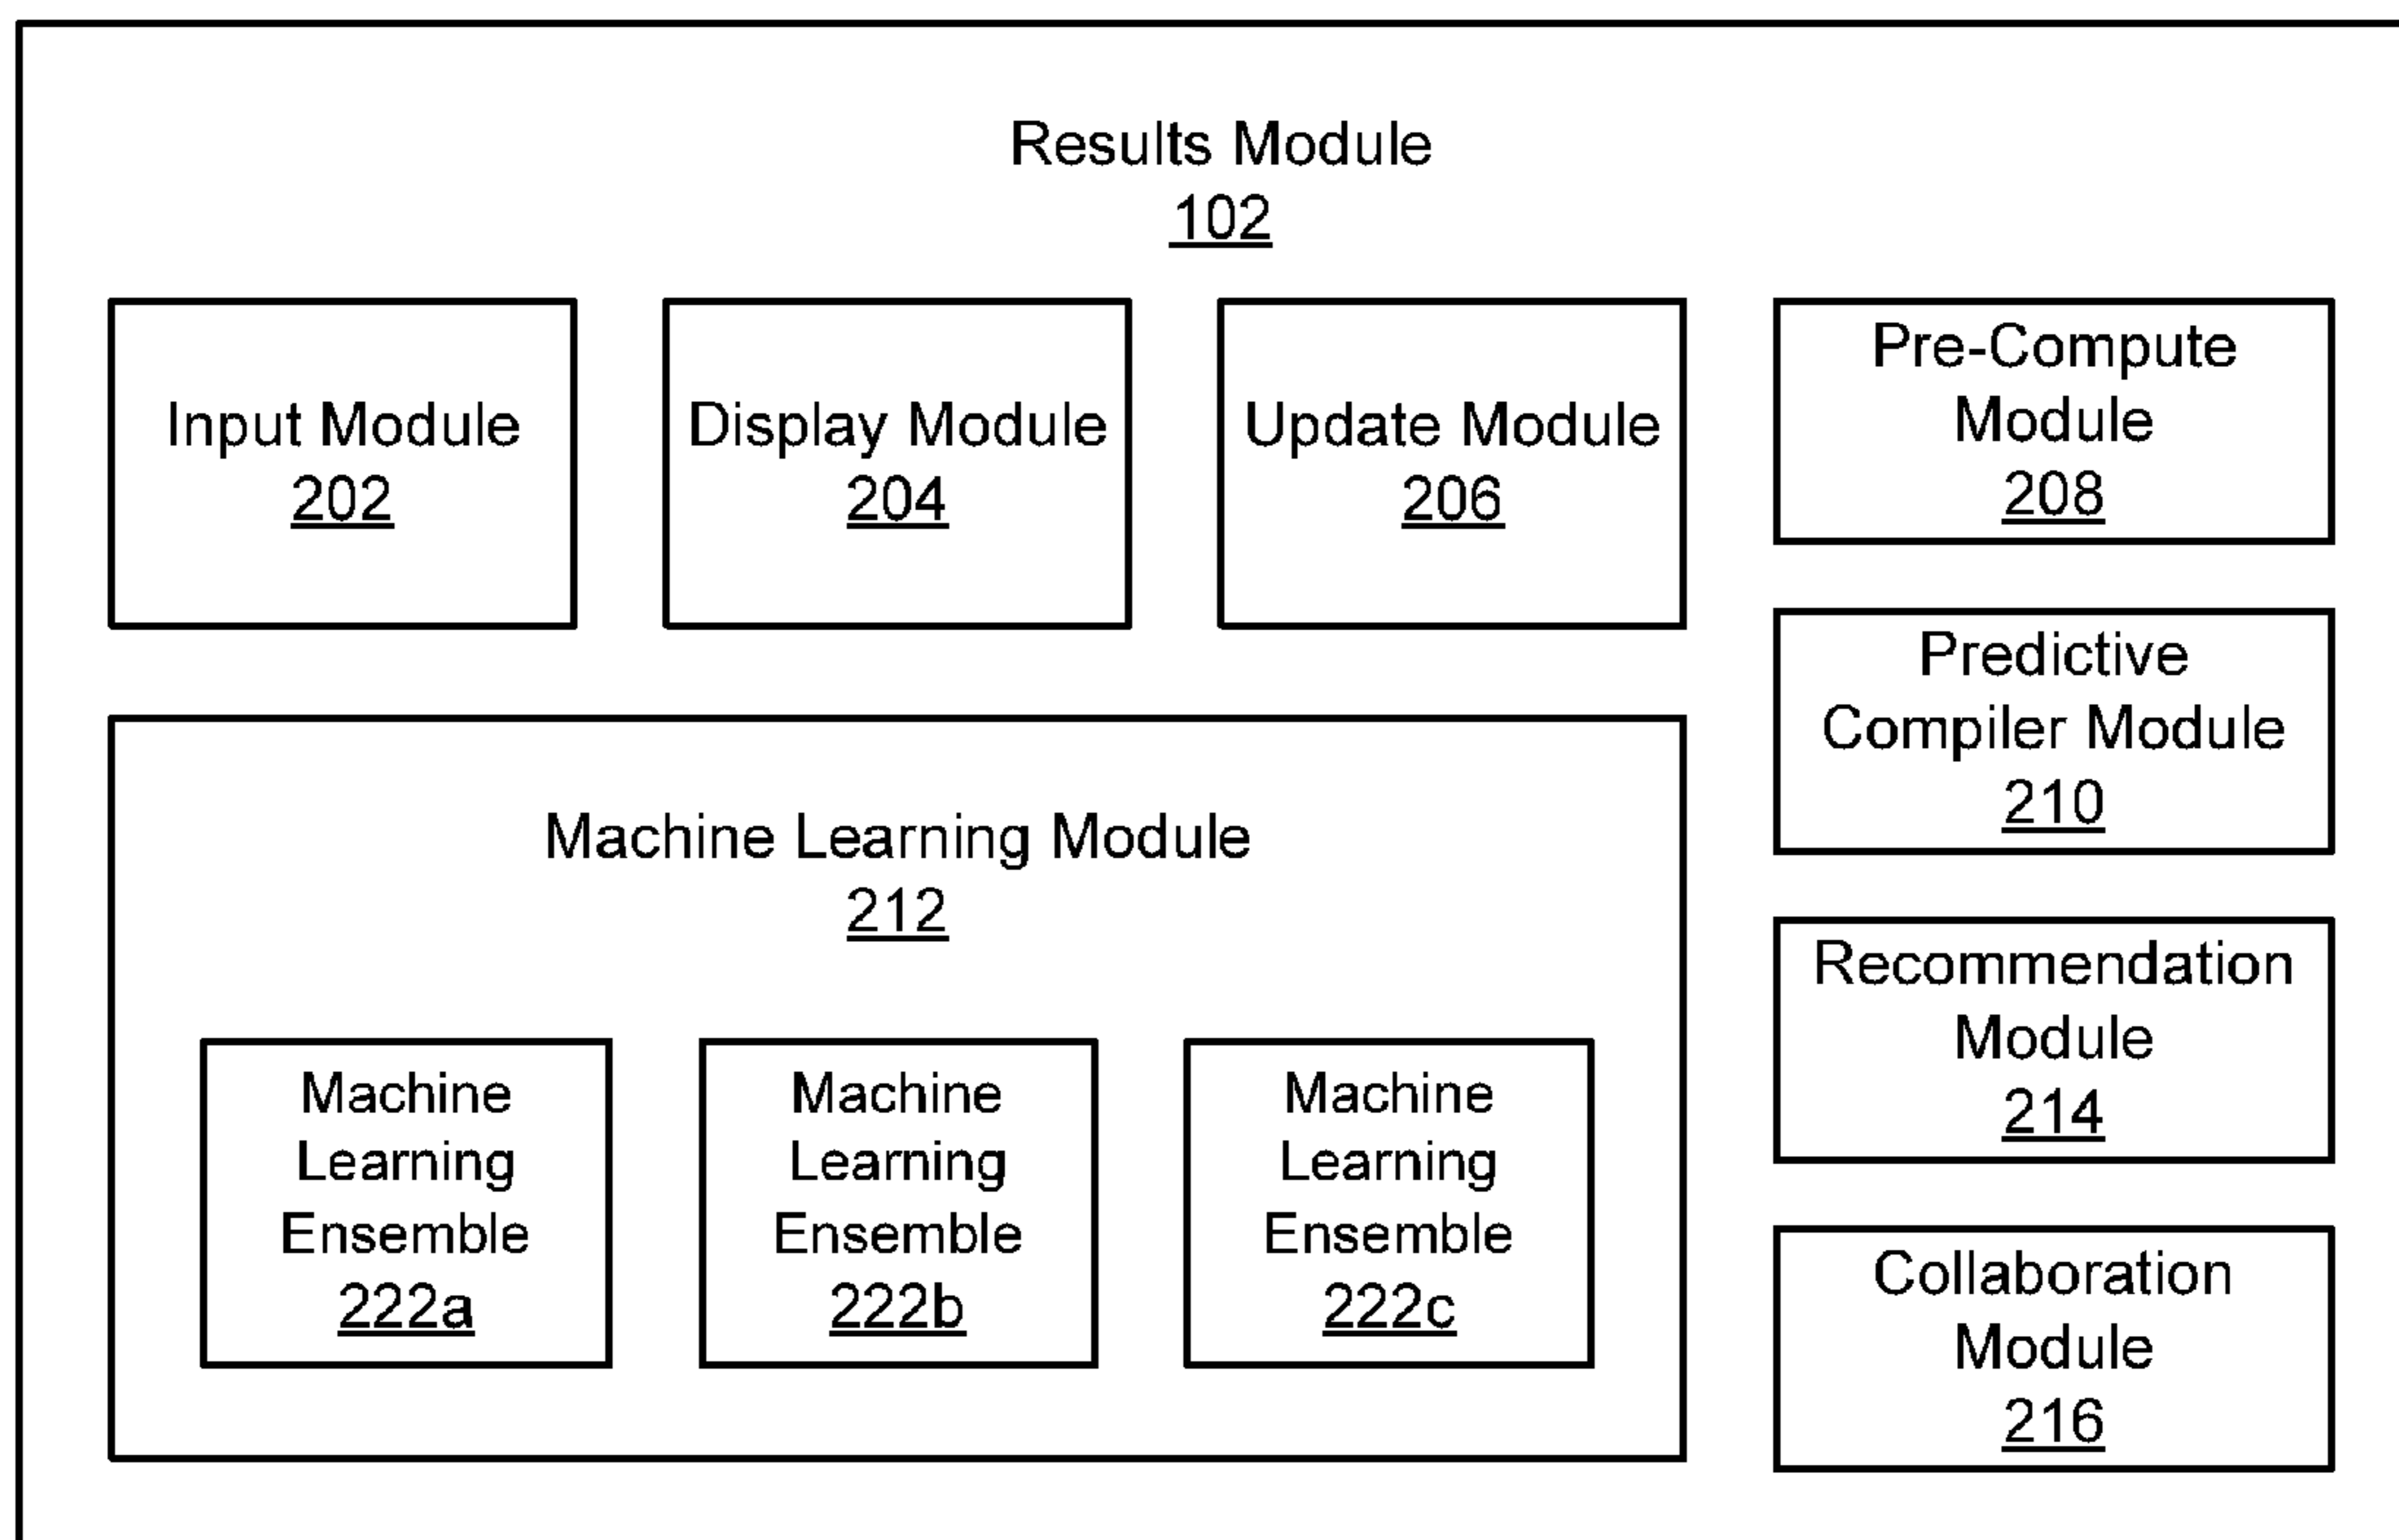 Results Module
102
Input Module
202
Display Module
204
Update Module
206
Pre-Compute
Module
208
Predictive
Compiler Module
210
Machine Learning Module
212
Machine
Learning
Ensemble
222a
Machine
Learning
Ensemble
222b
Machine
Learning
Ensemble
222c
Recommendation
Module
214
Collaboration
Module
216